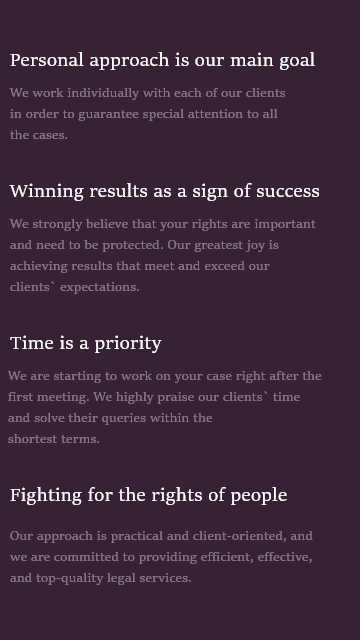 Personal approach is our main goal
We work individually with each of our clients
in order to guarantee special attention to all
the cases.
Winning results as a sign of success
We strongly believe that your rights are important
and need to be protected. Our greatest joy is
achieving results that meet and exceed our
clients` expectations.
Time is a priority
We are starting to work on your case right after the
first meeting. We highly praise our clients` time
and solve their queries within the
shortest terms.
Fighting for the rights of people
Our approach is practical and client-oriented, and
we are committed to providing efficient, effective,
and top-quality legal services.